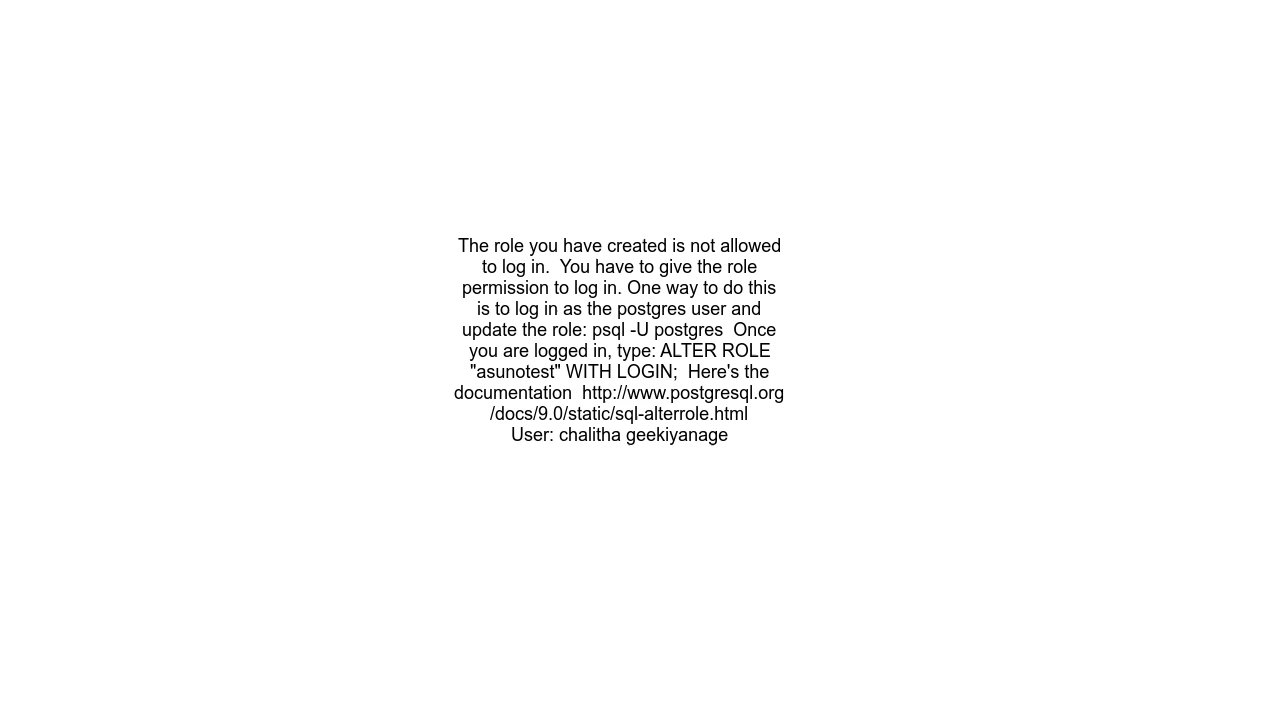 The role you have created is not allowed
to log in.  You have to give the role
permission to log in. One way to do this
is to log in as the postgres user and
update the role: psql -U postgres  Once
you are logged in, type: ALTER ROLE
"asunotest" WITH LOGIN;  Here's the
documentation  http://www.postgresql.org
/docs/9.0/static/sql-alterrole.html
User: chalitha geekiyanage